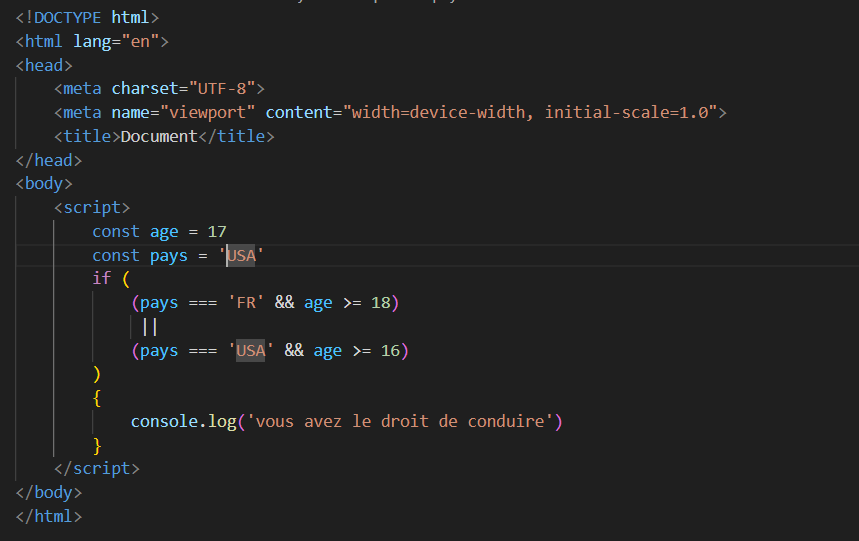 <!DOCTYPE html>
<html lang="en">
<head>
    <meta charset="UTF-8">
    <meta name="viewport" content="width=device-width, initial-scale=1.0">
    <title>Document</title>
</head>
<body>
    <script>
        const age = 17
        const pays = 'USA'
        if (
            (pays === 'FR' && age >= 18)
             ||
            (pays === 'USA' && age >= 16)
        )
        {
            console.log('vous avez le droit de conduire')
        }
    </script>
</body>
</html>